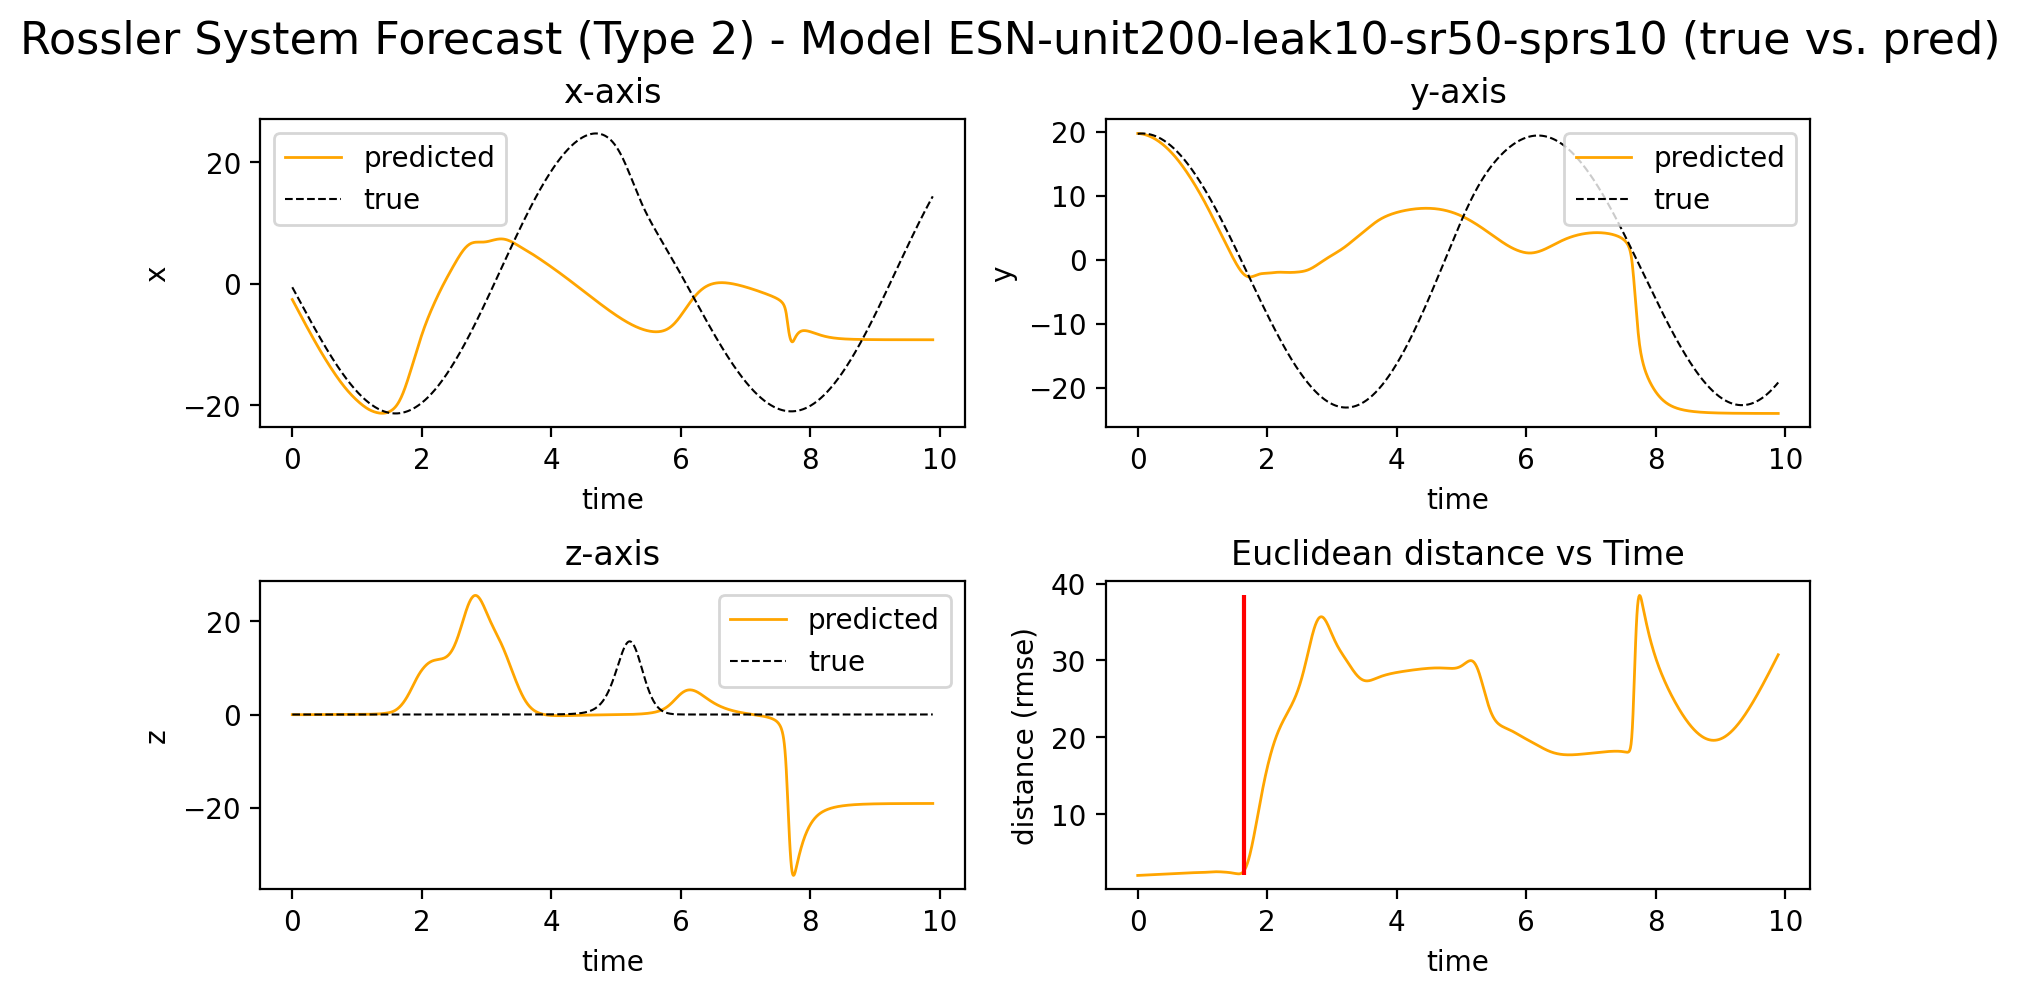 Rossler System Forecast (Type 2) - Model ESN-unit200-leak10-sr50-sprs10 (true vs. pred)
x-axis
predicted
true
20
0
−20
x
0 2 4 6 8 10
time
y-axis
predicted
true
20
10
0
−10
−20
y
0 2 4 6 8 10
time
z-axis
predicted
true
20
0
−20
z
0 2 4 6 8 10
time
Euclidean distance vs Time
40
30
20
10
distance (rmse)
0 2 4 6 8 10
time